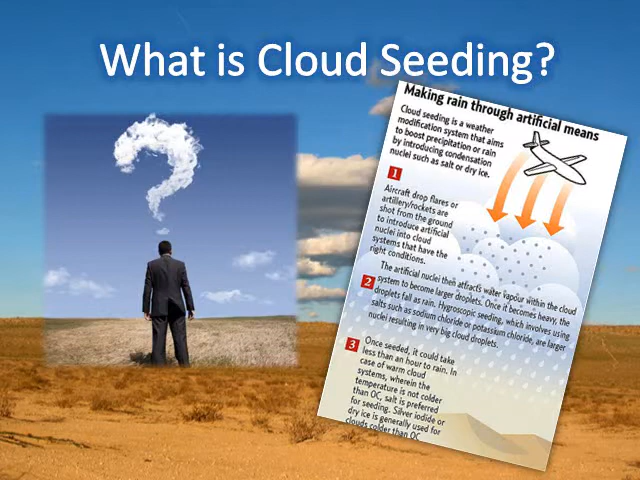 What is Cloud Seeding?
Making rain through artificial means
Cloud seeding is a weather
modification system that aims
to boost precipitation or rain
by introducing condensation
nuclei such as salt or dry ice.
1
Aircraft drop flares or
artillery/rockets are
shot from the ground
to introduce artificial
nuclei into cloud
systems that have the
right conditions.
2
The artificial nuclei then attracts water vapour within the cloud
system to become larger droplets. Once it becomes heavy, the
droplets fall as rain. Hygroscopic seeding, which involves using
salts such as sodium chloride or potassium chloride, are larger
nuclei resulting in very big cloud droplets.
3
Once seeded, it could take
less than an hour to rain. In
case of warm cloud
systems, wherein the
temperature is not colder
than OC, salt is preferred
for seeding. Silver iodide or
dry ice is generally used for
clouds colder than OC